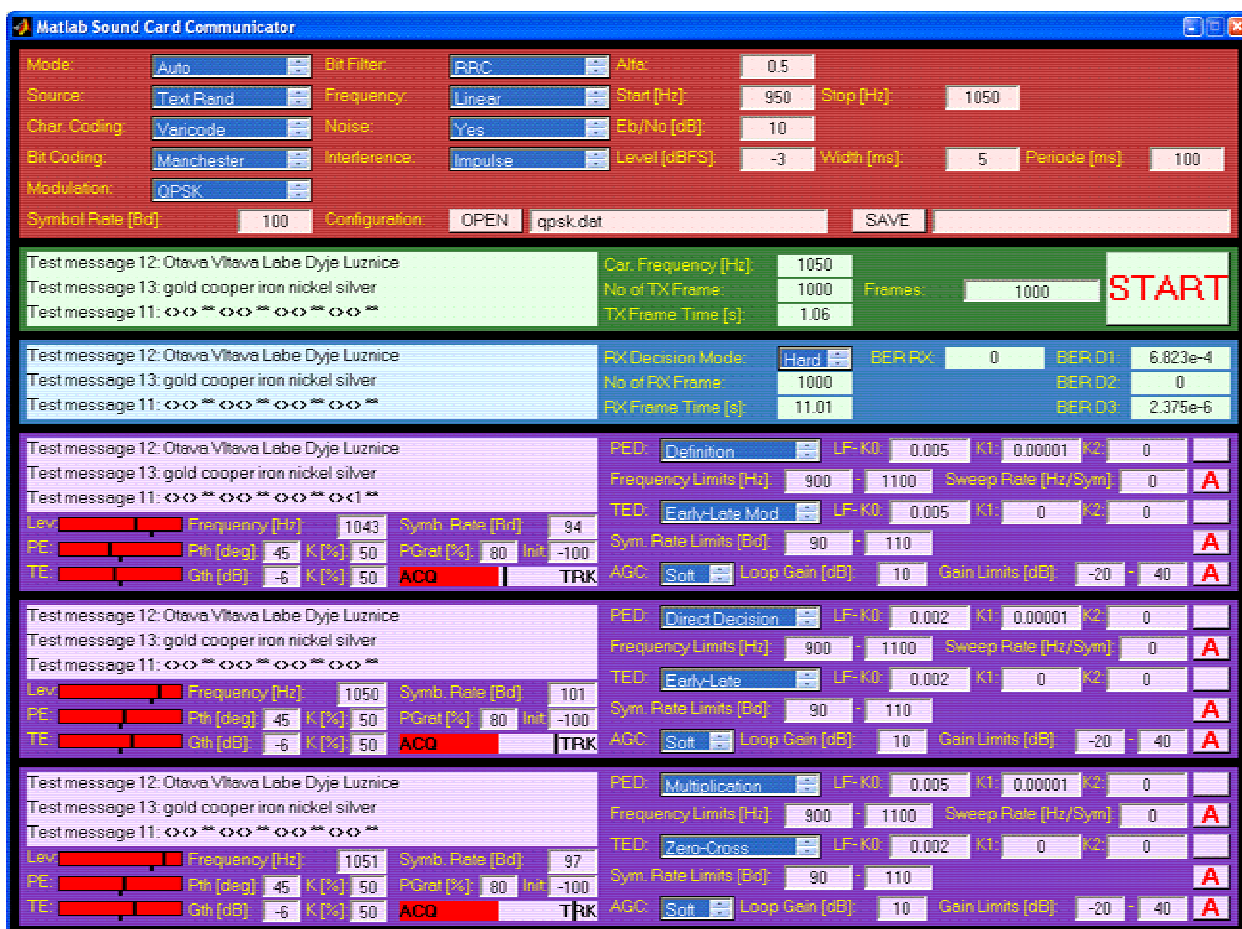 Matlab Sound Card Communicator
Mode: Auto Bit Filter: RRC Alfa: 0.5
Source: Text Rand Frequency: Linear Start [Hz]: 950 Stop [Hz]: 1050
Char. Coding: Varicode Noise: Yes Eb/No [dB]: 10
Bit Coding: Manchester Interference: Impulse Level [dBFS]: -3 Width [ms]: 5 Periode [ms]: 100
Modulation: QPSK
Symbol Rate [Bd]: 100 Configuration: OPEN qpsk.dat SAVE
Test message 12: Otava Vltava Labe Dyje Luznice Car. Frequency [Hz]: 1050
Test message 13: gold cooper iron nickel silver No of TX Frame: 1000 Frames: 1000 START
Test message 11: <><> ** <><> ** <><> ** <><> ** TX Frame Time [s]: 1.06
Test message 12: Otava Vltava Labe Dyje Luznice RX Decision Mode: Hard BER RX: 0 BER D1: 6.823e-4
Test message 13: gold cooper iron nickel silver No of RX Frame: 1000 BER D2: 0
Test message 11: <><> ** <><> ** <><> ** <><> ** RX Frame Time [s]: 11.01 BER D3: 2.375e-6
Test message 12: Otava Vltava Labe Dyje Luznice PED: Definition LF- K0: 0.005 K1: 0.00001 K2: 0
Test message 13: gold cooper iron nickel silver Frequency Limits [Hz]: 900 - 1100 Sweep Rate [Hz/Sym]: 0 A
Test message 11: <><> ** <><> ** <><> ** <><1 ** TED: Early-Late Mod LF- K0: 0.005 K1: 0 K2: 0
Lev: Frequency [Hz]: 1043 Symb. Rate [Bd]: 94
PE: Pth [deg]: 45 K [%]: 50 PGrat [%]: 80 Init: -100 Sym. Rate Limits [Bd]: 90 - 110 A
TE: Gth [dB]: -6 K [%]: 50 ACQ TRK AGC: Soft Loop Gain [dB]: 10 Gain Limits [dB]: -20 - 40 A
Test message 12: Otava Vltava Labe Dyje Luznice PED: Direct Decision LF- K0: 0.002 K1: 0.00001 K2: 0
Test message 13: gold cooper iron nickel silver Frequency Limits [Hz]: 900 - 1100 Sweep Rate [Hz/Sym]: 0 A
Test message 11: <><> ** <><> ** <><> ** <><> ** TED: Early-Late LF- K0: 0.002 K1: 0 K2: 0
Lev: Frequency [Hz]: 1050 Symb. Rate [Bd]: 101
PE: Pth [deg]: 45 K [%]: 50 PGrat [%]: 80 Init: -100 Sym. Rate Limits [Bd]: 90 - 110 A
TE: Gth [dB]: -6 K [%]: 50 ACQ TRK AGC: Soft Loop Gain [dB]: 10 Gain Limits [dB]: -20 - 40 A
Test message 12: Otava Vltava Labe Dyje Luznice PED: Multiplication LF- K0: 0.005 K1: 0.00001 K2: 0
Test message 13: gold cooper iron nickel silver Frequency Limits [Hz]: 900 - 1100 Sweep Rate [Hz/Sym]: 0 A
Test message 11: <><> ** <><> ** <><> ** <><> ** TED: Zero-Cross LF- K0: 0.002 K1: 0 K2: 0
Lev: Frequency [Hz]: 1051 Symb. Rate [Bd]: 97
PE: Pth [deg]: 45 K [%]: 50 PGrat [%]: 80 Init: -100 Sym. Rate Limits [Bd]: 90 - 110 A
TE: Gth [dB]: -6 K [%]: 50 ACQ TRK AGC: Soft Loop Gain [dB]: 10 Gain Limits [dB]: -20 - 40 A